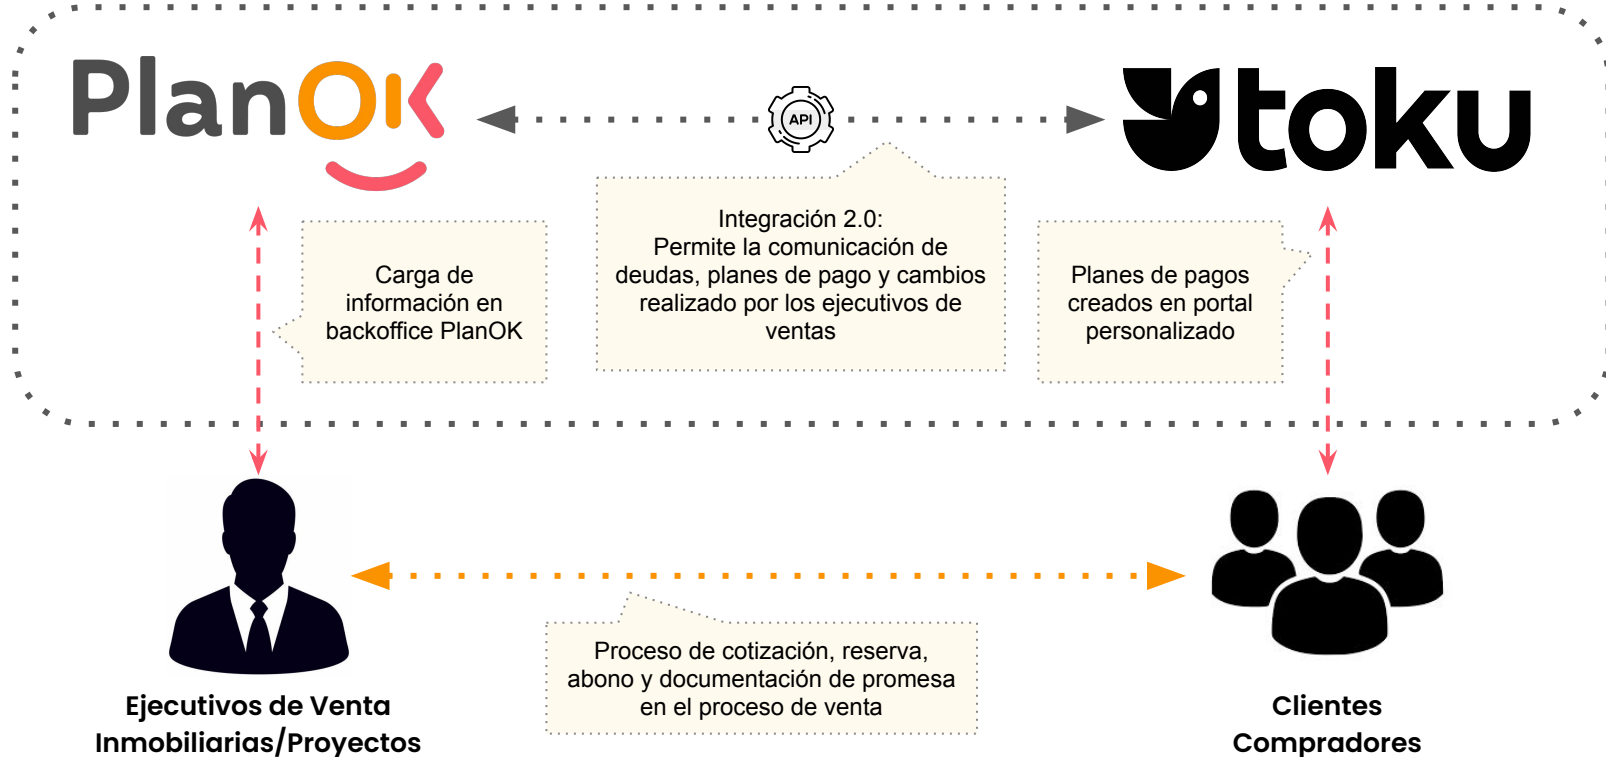 PlanOK
API
toku
Integración 2.0:
Permite la comunicación de
deudas, planes de pago y cambios
realizado por los ejecutivos de
ventas
Carga de
información en
backoffice PlanOK
Planes de pagos
creados en portal
personalizado
Proceso de cotización, reserva,
abono y documentación de promesa
en el proceso de venta
Ejecutivos de Venta
Inmobiliarias/Proyectos
Clientes
Compradores